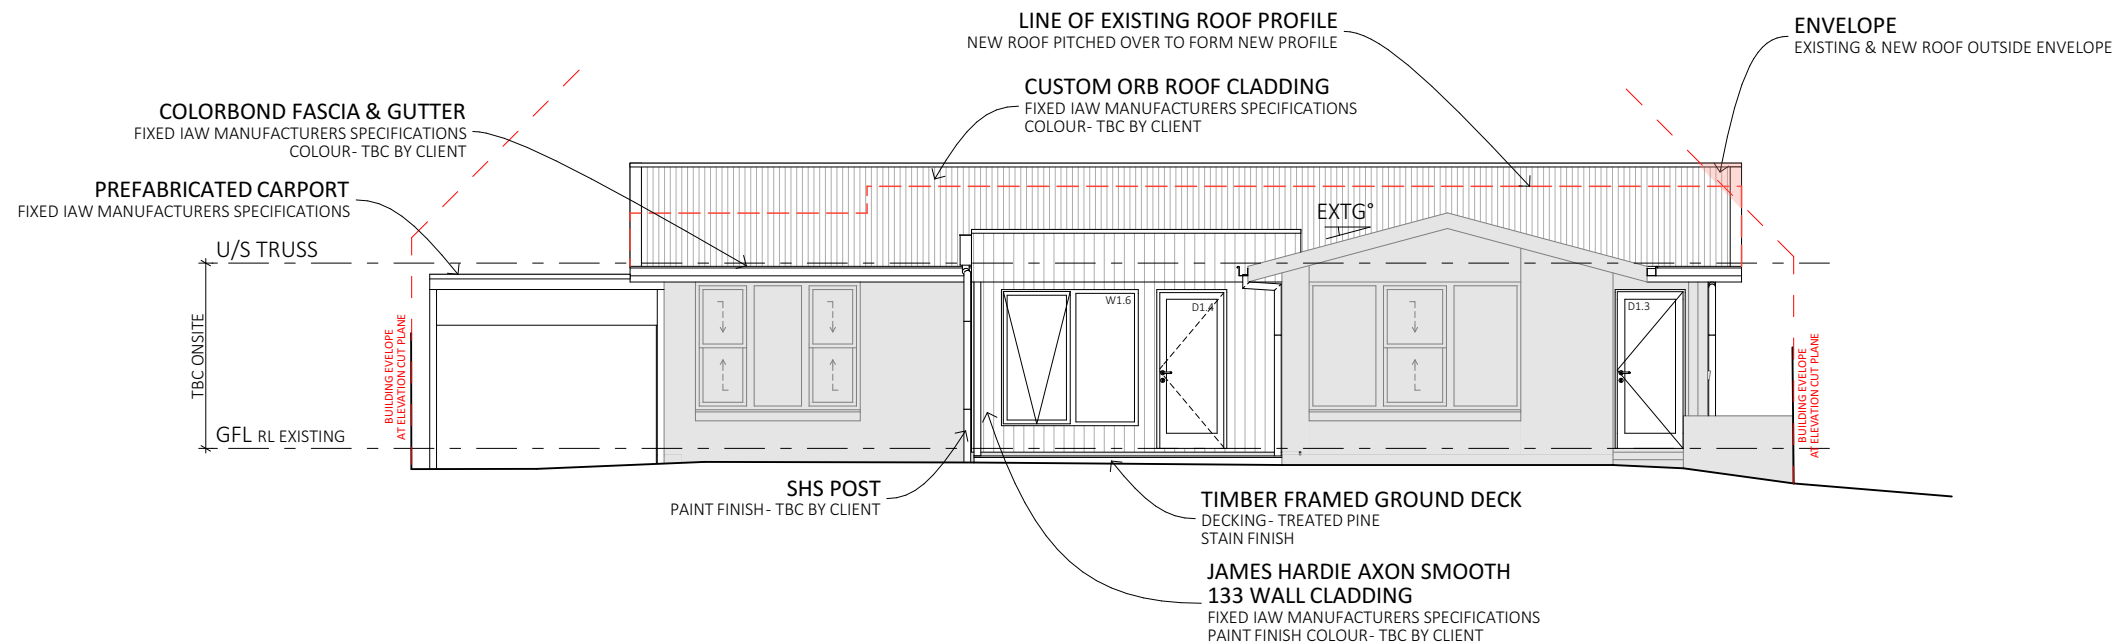 LINE OF EXISTING ROOF PROFILE
NEW ROOF PITCHED OVER TO FORM NEW PROFILE
ENVELOPE
EXISTING & NEW ROOF OUTSIDE ENVELOPE
CUSTOM ORB ROOF CLADDING
FIXED IAW MANUFACTURERS SPECIFICATIONS
COLOUR- TBC BY CLIENT
COLORBOND FASCIA & GUTTER
FIXED IAW MANUFACTURERS SPECIFICATIONS
COLOUR- TBC BY CLIENT
PREFABRICATED CARPORT
FIXED IAW MANUFACTURERS SPECIFICATIONS
EXTG°
U/S TRUSS
W1.6
D1.4
D1.3
TBC ONSITE
BUILDING EVELOPE
AT ELEVATION CUT PLANE
BUILDING EVELOPE
AT ELEVATION CUT PLANE
GFL RL EXISTING
SHS POST
PAINT FINISH- TBC BY CLIENT
TIMBER FRAMED GROUND DECK
DECKING- TREATED PINE
STAIN FINISH
JAMES HARDIE AXON SMOOTH
133 WALL CLADDING
FIXED IAW MANUFACTURERS SPECIFICATIONS
PAINT FINISH COLOUR- TBC BY CLIENT